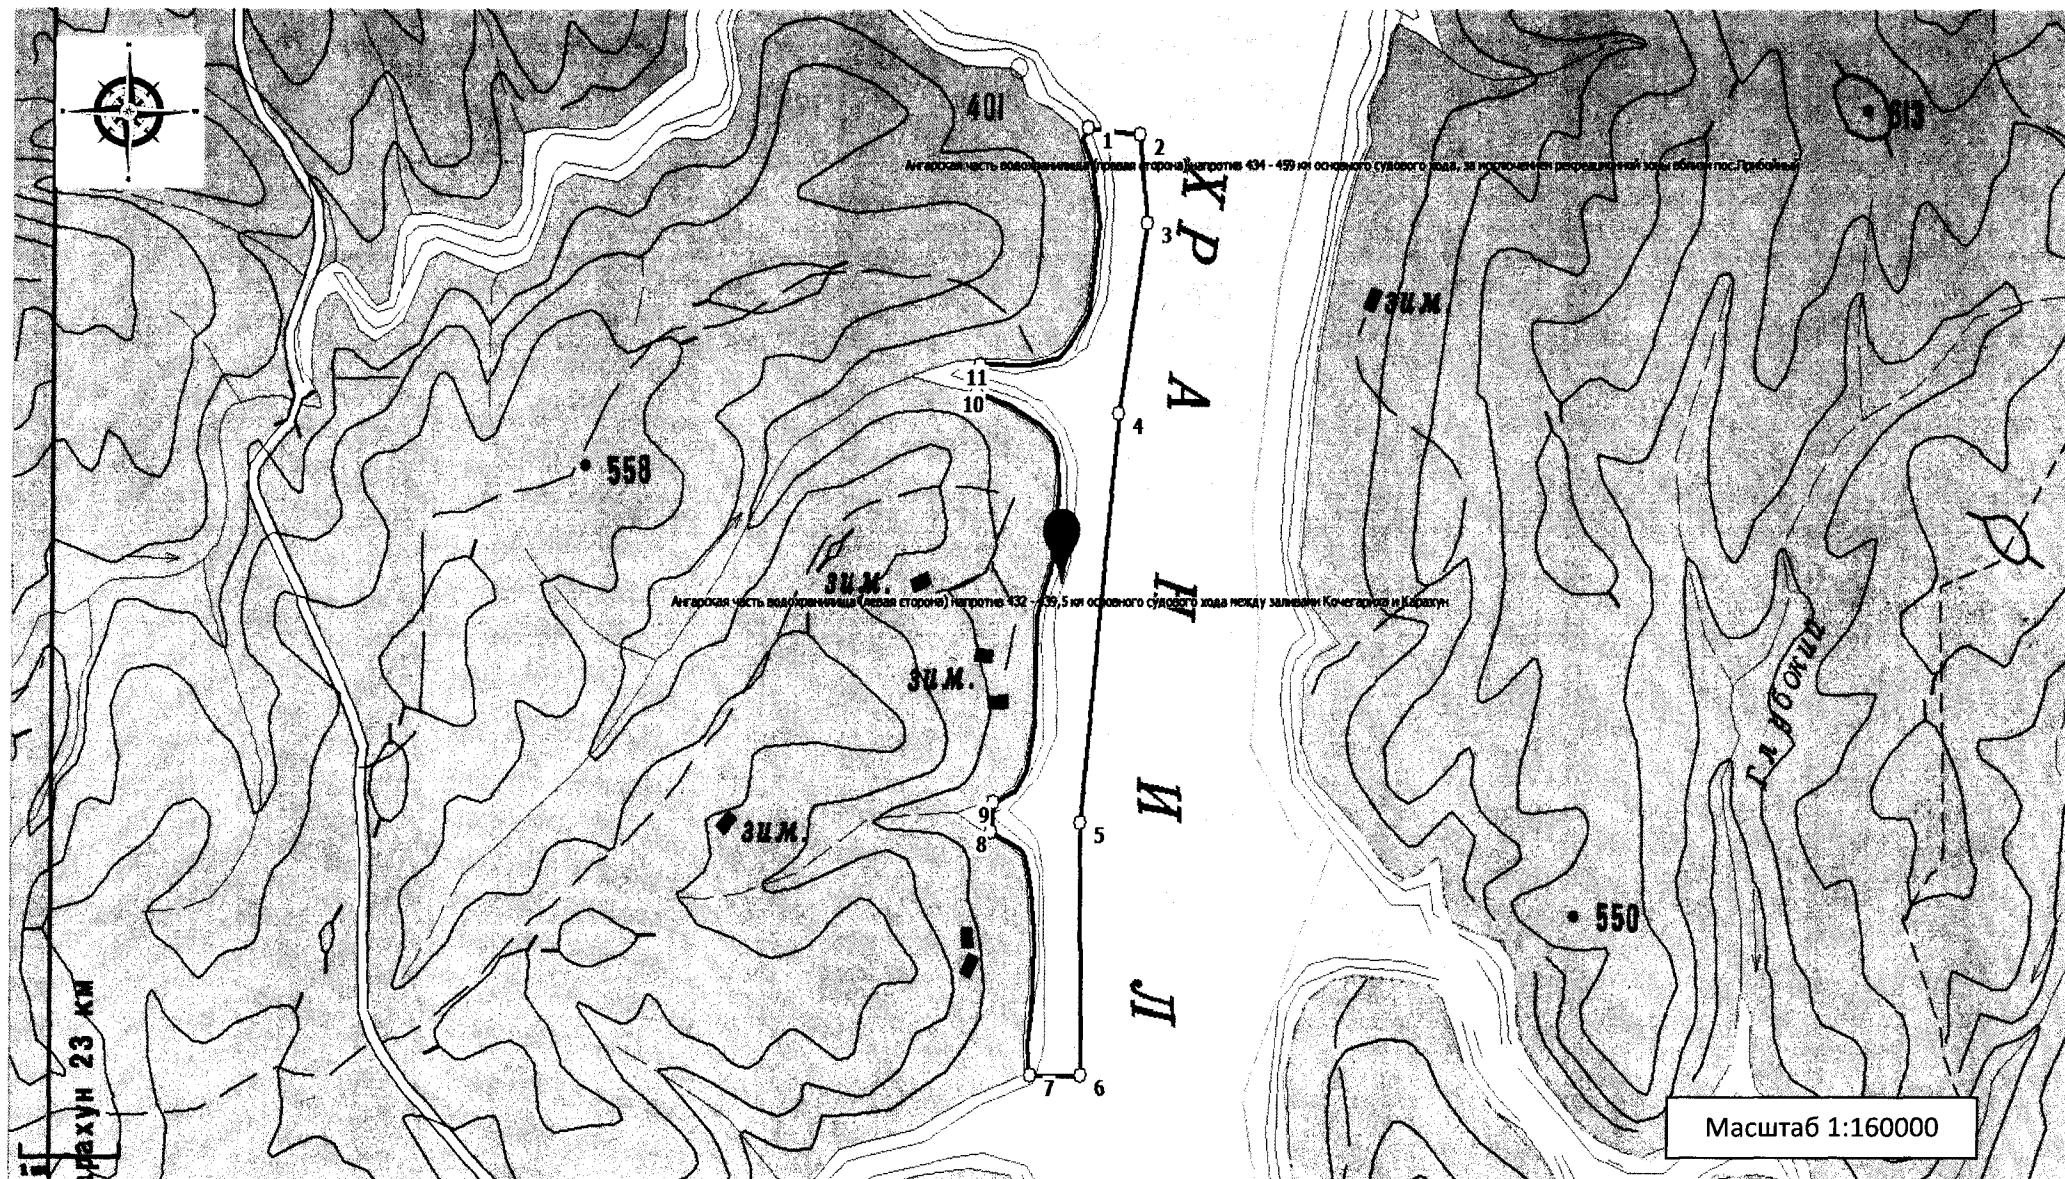 401
613
1
2
Ангарская часть водохранилища (правая сторона) напротив 434 - 459 км основного судового хода, за исключением рекреационной зоны вблизи пос.Прибойный
Х
Р
А
Н
И
Л
И
3
зим.
11
10
4
558
зим.
Ангарская часть водохранилища (левая сторона) напротив 432 - 439,5 км основного судового хода между заливами Кочегариха и Карахун
зим.
Глубокий
зим.
9
8
5
550
рахун 23 КМ
7
6
Масштаб 1:160000